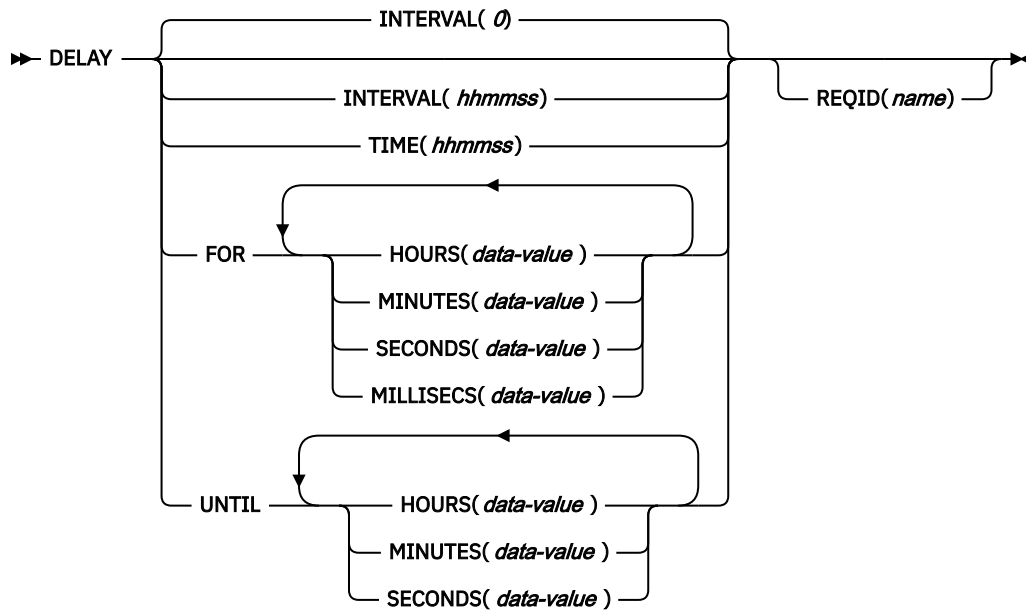 INTERVAL( 0)
DELAY
INTERVAL( hhmmss)
REQID( name)
TIME( hhmmss)
FOR HOURS( data-value )
MINUTES( data-value )
SECONDS( data-value )
MILLISECS( data-value )
UNTIL HOURS( data-value )
MINUTES( data-value )
SECONDS( data-value )